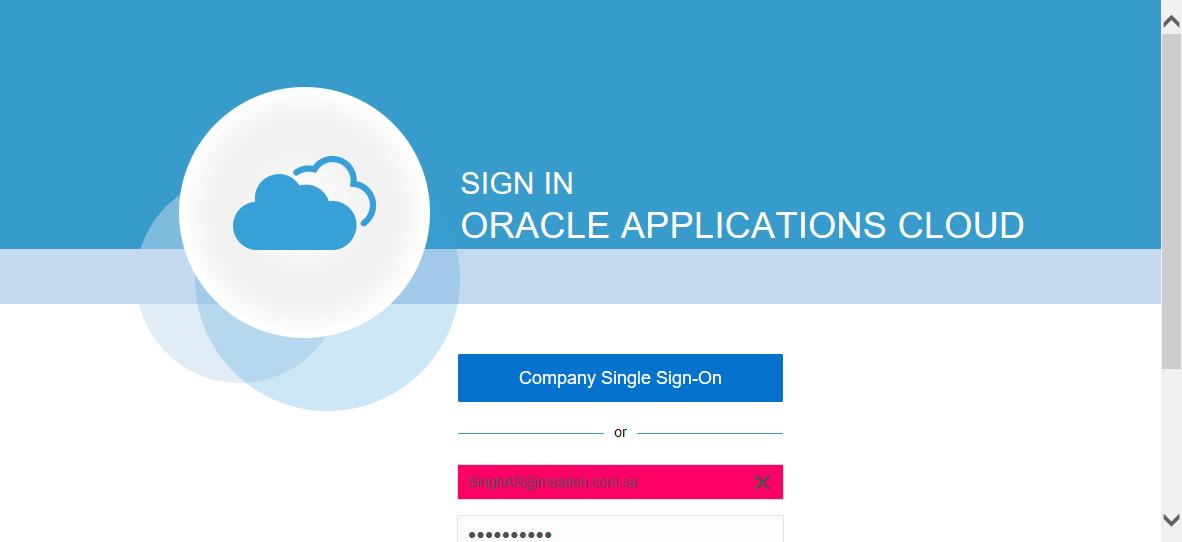 SIGN IN
ORACLE APPLICATIONS CLOUD
Company Single Sign-On
or
SinghAR@maaden.com.sa
••••••••••